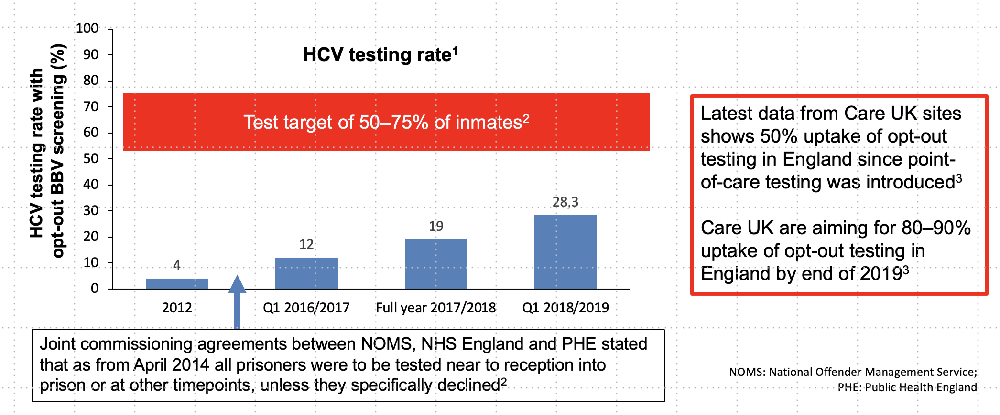 HCV testing rate¹
HCV testing rate with
opt-out BBV screening (%)
100
90
80
70
60
50
40
30
20
10
0
Test target of 50–75% of inmates²
4
12
19
28,3
2012
Q1 2016/2017
Full year 2017/2018
Q1 2018/2019
Joint commissioning agreements between NOMS, NHS England and PHE stated
that as from April 2014 all prisoners were to be tested near to reception into
prison or at other timepoints, unless they specifically declined²
Latest data from Care UK sites
shows 50% uptake of opt-out
testing in England since point-
of-care testing was introduced³
Care UK are aiming for 80–90%
uptake of opt-out testing in
England by end of 2019³
NOMS: National Offender Management Service;
PHE: Public Health England